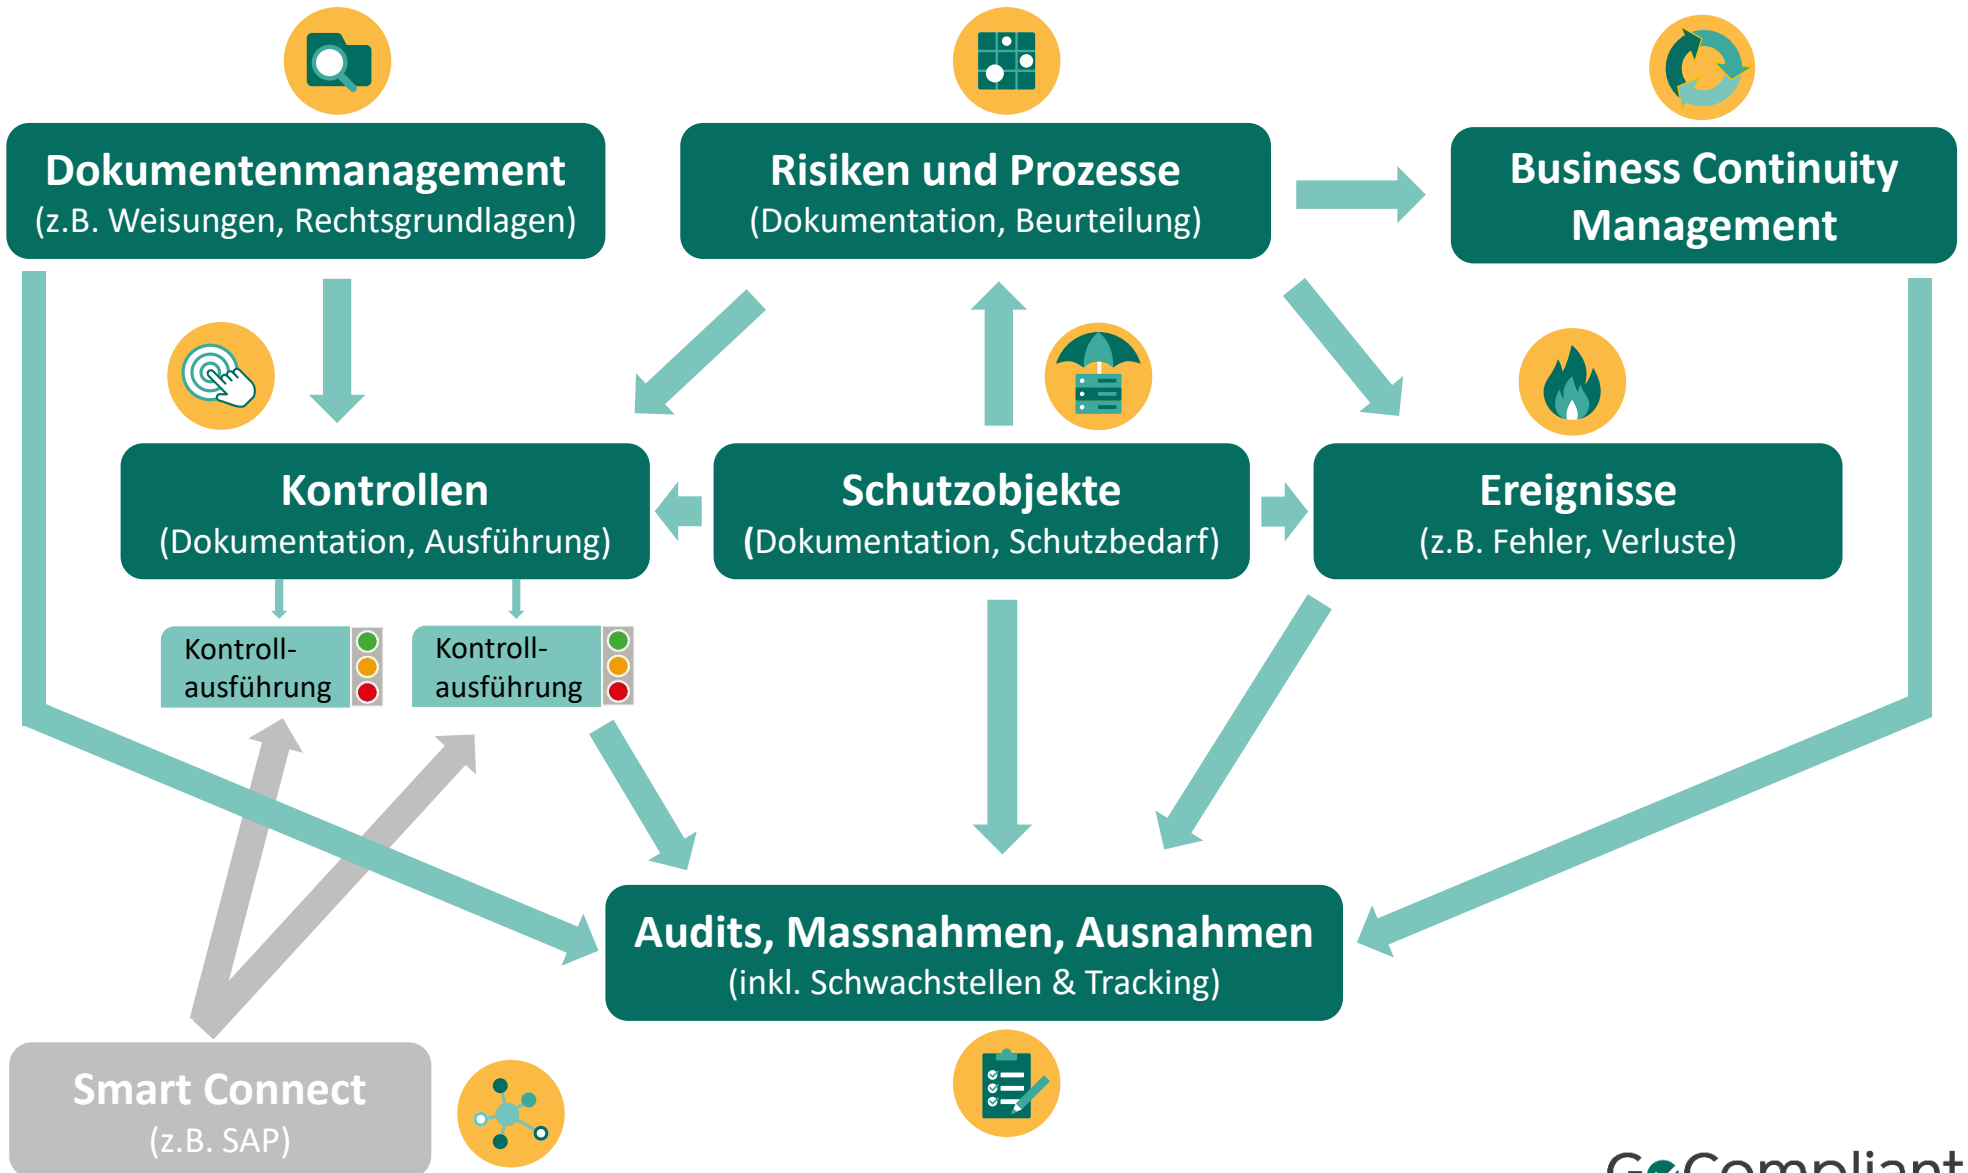 Dokumentenmanagement
(z.B. Weisungen, Rechtsgrundlagen)
Risiken und Prozesse
(Dokumentation, Beurteilung)
Business Continuity
Management
Kontrollen
(Dokumentation, Ausführung)
Schutzobjekte
(Dokumentation, Schutzbedarf)
Ereignisse
(z.B. Fehler, Verluste)
Kontroll-
ausführung
Kontroll-
ausführung
Audits, Massnahmen, Ausnahmen
(inkl. Schwachstellen & Tracking)
Smart Connect
(z.B. SAP)
GoCompliant